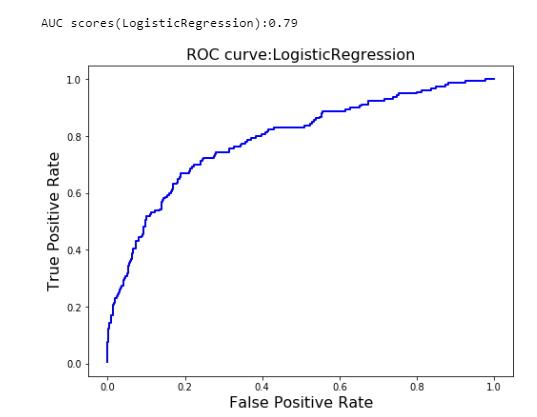 AUC scores(LogisticRegression):0.79
ROC curve:LogisticRegression
1.0
0.8
0.6
0.4
0.2
0.0
True Positive Rate
0.0 0.2 0.4 0.6 0.8 1.0
False Positive Rate